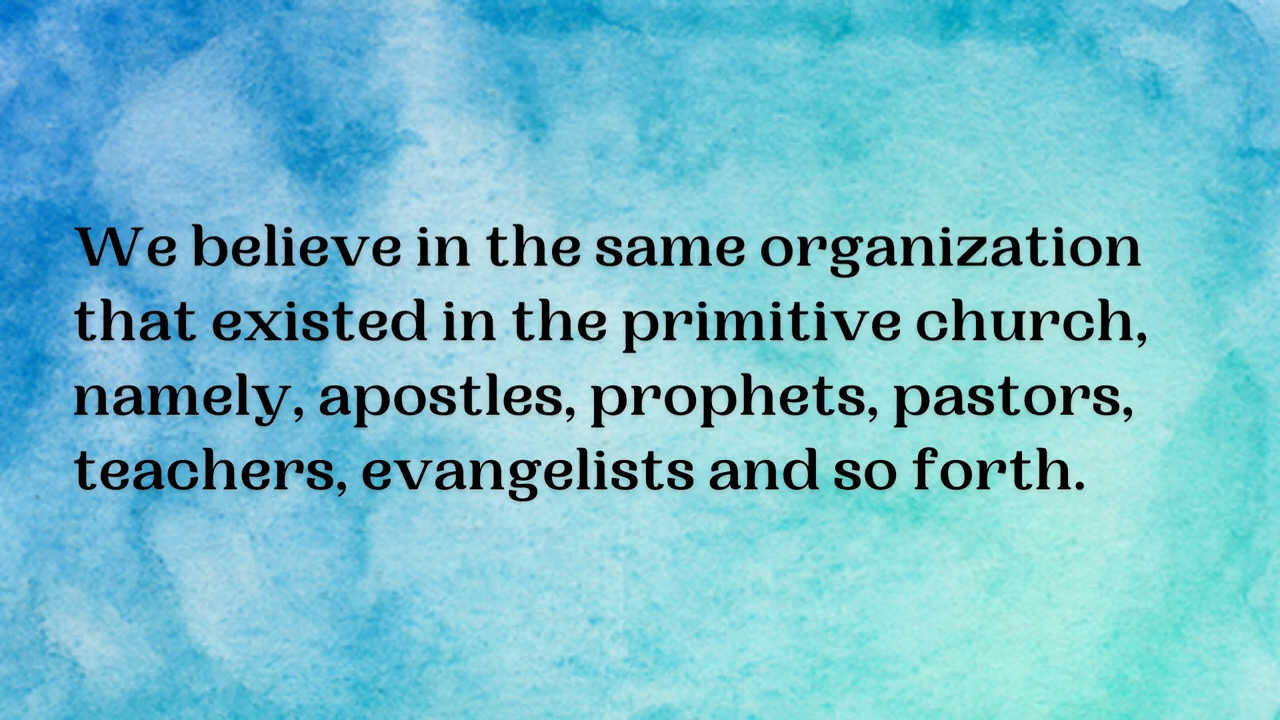 We believe in the same organization
that existed in the primitive church,
namely, apostles, prophets, pastors,
teachers, evangelists and so forth.